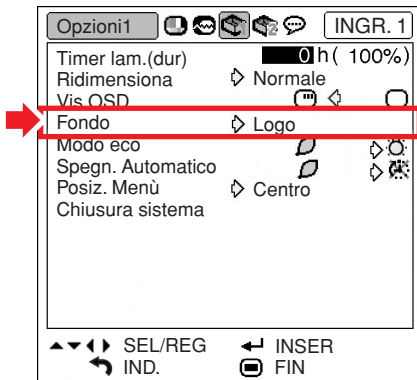 Opzioni1 INGR. 1
Timer lam.(dur) 0 h ( 100%)
Ridimensiona Normale
Vis OSD
Fondo Logo
Modo eco
Spegn. Automatico
Posiz. Menù Centro
Chiusura sistema
SEL/REG INSER
IND. FIN